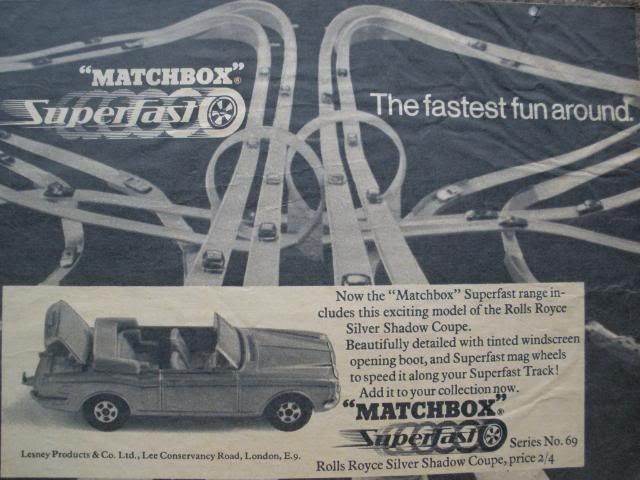 "MATCHBOX"®
Superfast
The fastest fun around.
Now the "Matchbox" Superfast range in-
cludes this exciting model of the Rolls Royce
Silver Shadow Coupe.
Beautifully detailed with tinted windscreen
opening boot, and Superfast mag wheels
to speed it along your Superfast Track!
Add it to your collection now.
"MATCHBOX"®
Superfast
Series No. 69
Rolls Royce Silver Shadow Coupe, price 2/4
Lesney Products & Co. Ltd., Lee Conservancy Road, London, E.9.